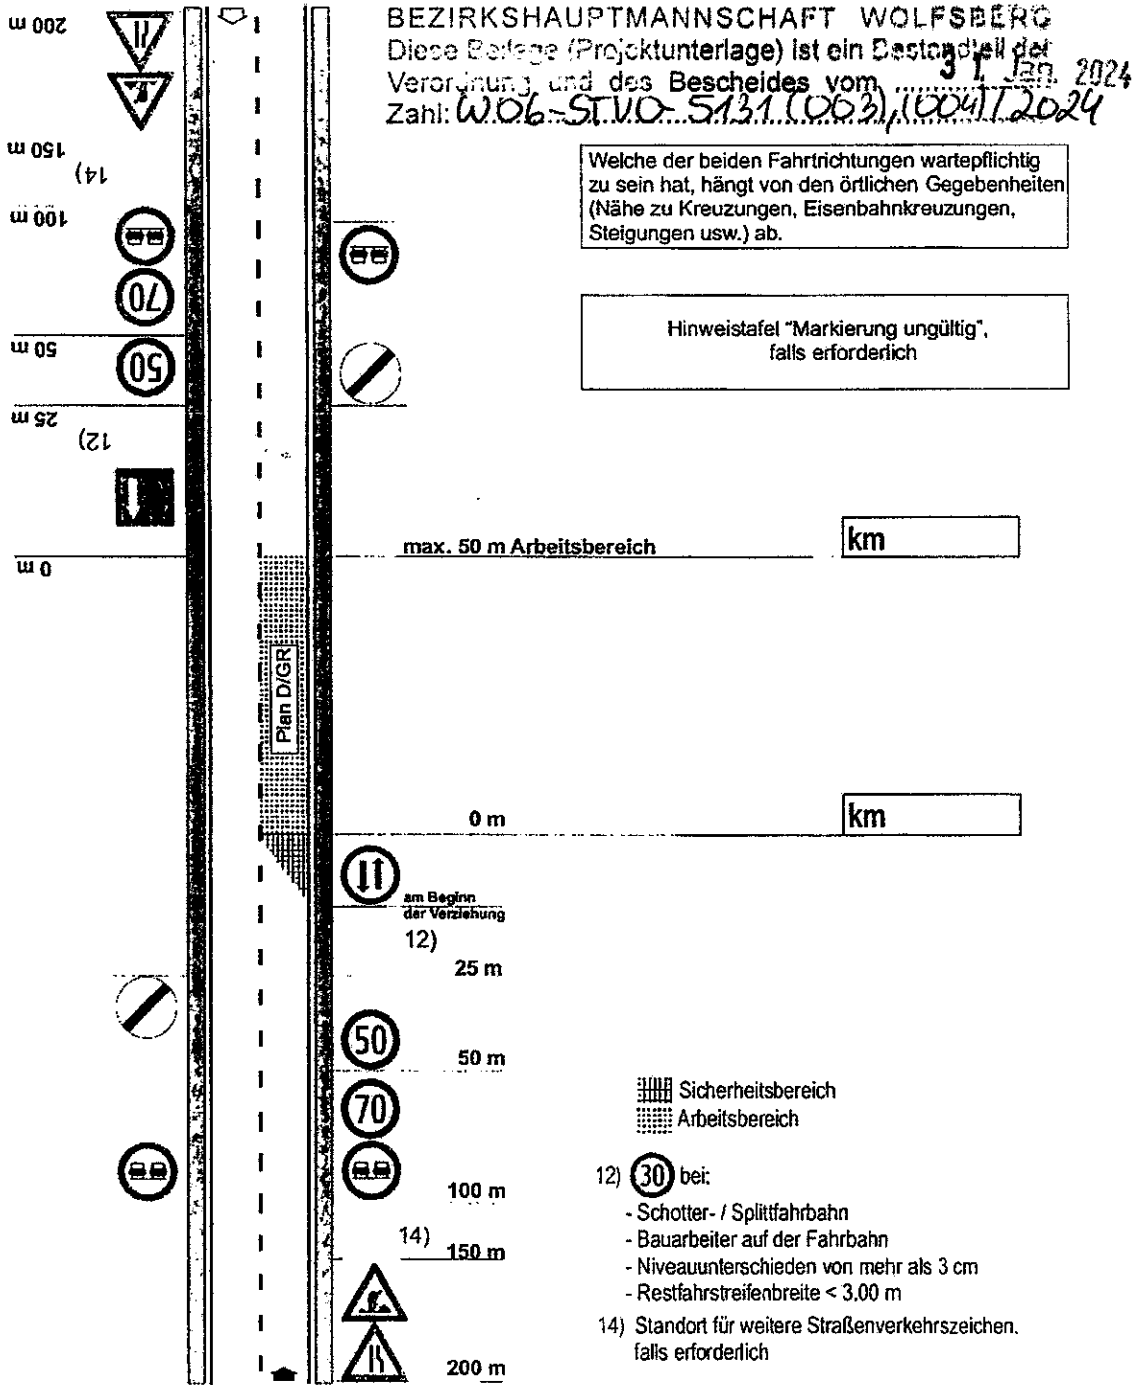 BEZIRKSHAUPTMANNSCHAFT WOLFSBERG
Diese Beilage (Projektunterlage) ist ein Bestandteil der
Verordnung und des Bescheides vom 31. Jan. 2024
Zahl: W06-STVO-5131(003),(004)/2024
Welche der beiden Fahrtrichtungen wartepflichtig
zu sein hat, hängt von den örtlichen Gegebenheiten
(Nähe zu Kreuzungen, Eisenbahnkreuzungen,
Steigungen usw.) ab.
Hinweistafel "Markierung ungültig",
falls erforderlich
200 m
150 m
14)
100 m
70
50 m
50
25 m
12)
0 m
max. 50 m Arbeitsbereich
km
Plan D/GR
0 m
km
am Beginn
der Verziehung
12)
25 m
50
50 m
70
100 m
14)
150 m
200 m
Sicherheitsbereich
Arbeitsbereich
12) 30 bei:
- Schotter- / Splittfahrbahn
- Bauarbeiter auf der Fahrbahn
- Niveauunterschieden von mehr als 3 cm
- Restfahrstreifenbreite < 3,00 m
14) Standort für weitere Straßenverkehrszeichen.
falls erforderlich